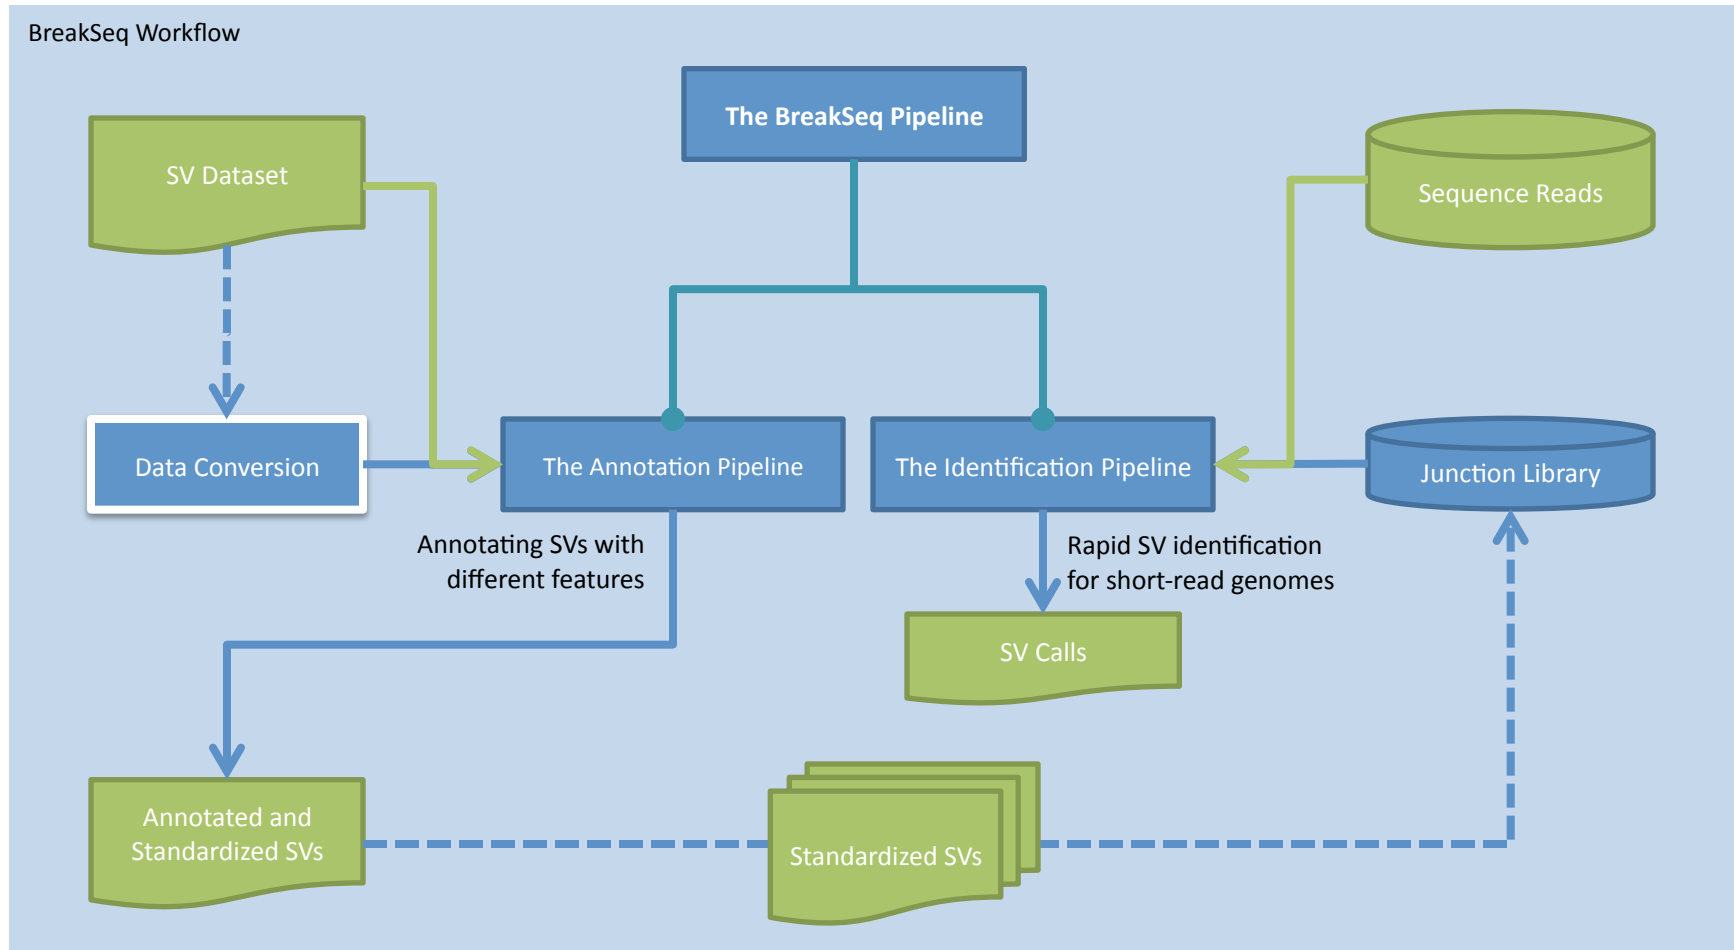 BreakSeq Workflow
The BreakSeq Pipeline
SV Dataset
Sequence Reads
Data Conversion
The Annotation Pipeline
The Identification Pipeline
Junction Library
Annotating SVs with
different features
Rapid SV identification
for short-read genomes
SV Calls
Annotated and
Standardized SVs
Standardized SVs